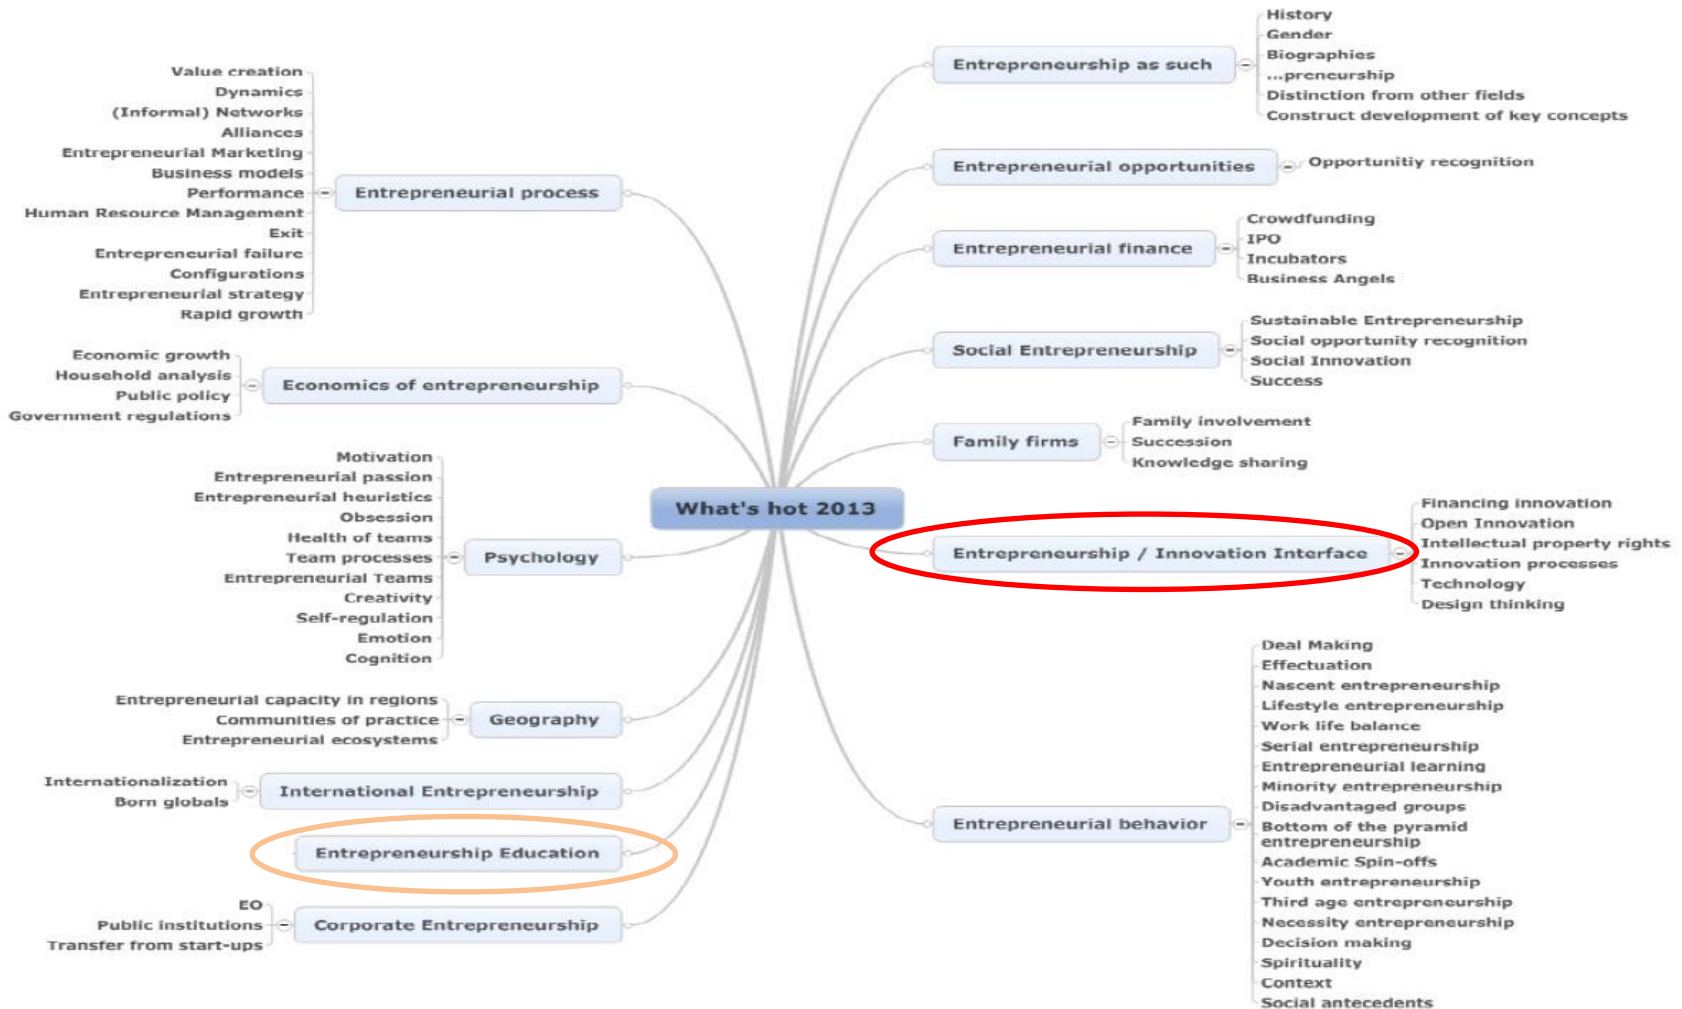 What's hot 2013
Entrepreneurial process
Value creation
Dynamics
(Informal) Networks
Alliances
Entrepreneurial Marketing
Business models
Performance
Human Resource Management
Exit
Entrepreneurial failure
Configurations
Entrepreneurial strategy
Rapid growth
Economics of entrepreneurship
Economic growth
Household analysis
Public policy
Government regulations
Psychology
Motivation
Entrepreneurial passion
Entrepreneurial heuristics
Obsession
Health of teams
Team processes
Entrepreneurial Teams
Creativity
Self-regulation
Emotion
Cognition
Geography
Entrepreneurial capacity in regions
Communities of practice
Entrepreneurial ecosystems
International Entrepreneurship
Internationalization
Born globals
Entrepreneurship Education
Corporate Entrepreneurship
EO
Public institutions
Transfer from start-ups
Entrepreneurship as such
History
Gender
Biographies
...preneurship
Distinction from other fields
Construct development of key concepts
Entrepreneurial opportunities
Opportunitiy recognition
Entrepreneurial finance
Crowdfunding
IPO
Incubators
Business Angels
Social Entrepreneurship
Sustainable Entrepreneurship
Social opportunity recognition
Social Innovation
Success
Family firms
Family involvement
Succession
Knowledge sharing
Entrepreneurship / Innovation Interface
Financing innovation
Open Innovation
Intellectual property rights
Innovation processes
Technology
Design thinking
Entrepreneurial behavior
Deal Making
Effectuation
Nascent entrepreneurship
Lifestyle entrepreneurship
Work life balance
Serial entrepreneurship
Entrepreneurial learning
Minority entrepreneurship
Disadvantaged groups
Bottom of the pyramid
entrepreneurship
Academic Spin-offs
Youth entrepreneurship
Third age entrepreneurship
Necessity entrepreneurship
Decision making
Spirituality
Context
Social antecedents